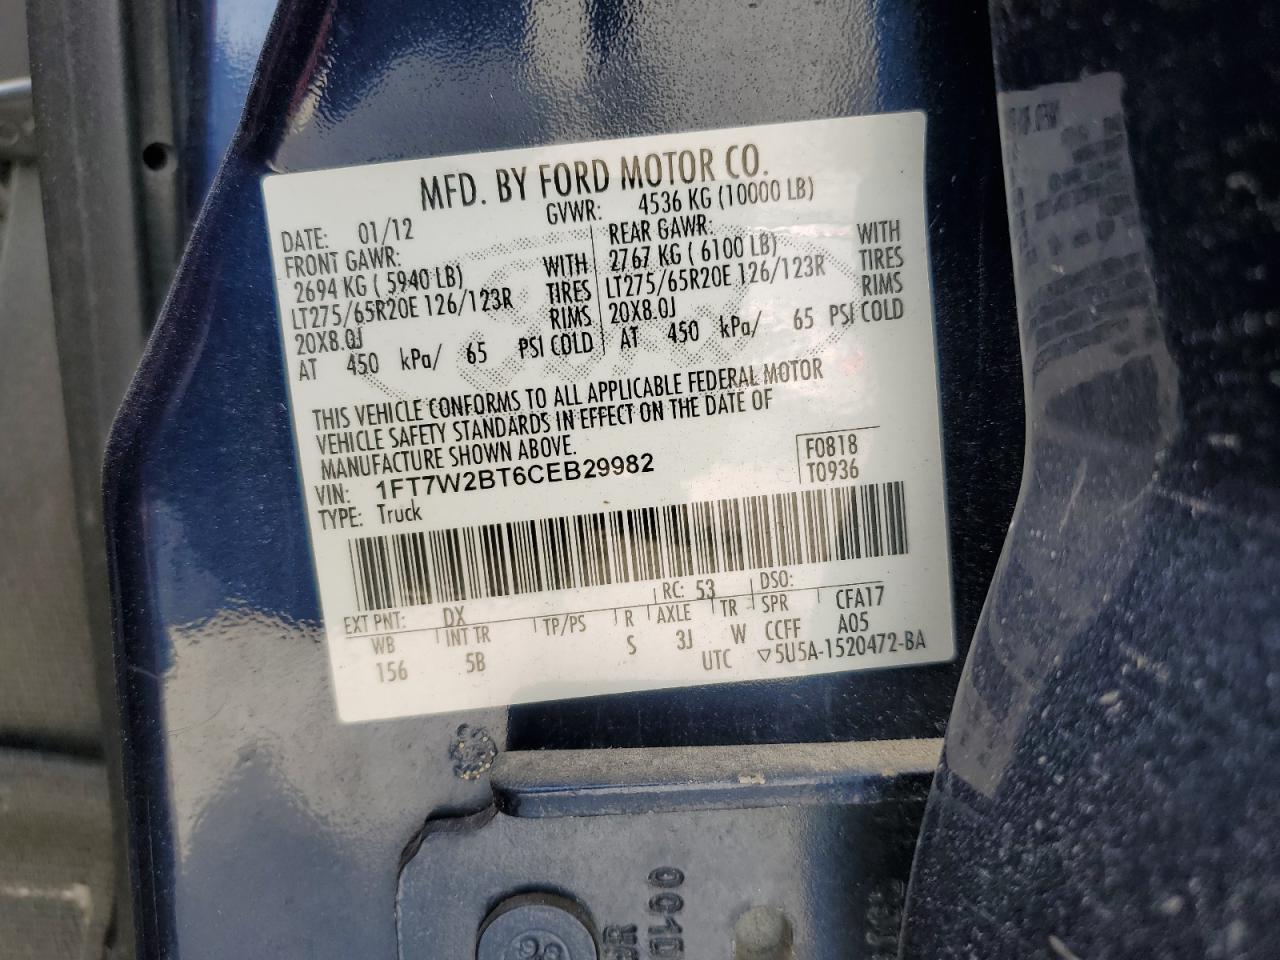 MFD. BY FORD MOTOR CO.
DATE: 01/12 GVWR: 4536 KG (10000 LB)
FRONT GAWR: REAR GAWR:
2694 KG ( 5940 LB) WITH 2767 KG ( 6100 LB) WITH
LT275/65R20E 126/123R TIRES LT275/65R20E 126/123R TIRES
20X8.0J RIMS 20X8.0J RIMS
AT 450 kPa/ 65 PSI COLD AT 450 kPa/ 65 PSI COLD
THIS VEHICLE CONFORMS TO ALL APPLICABLE FEDERAL MOTOR
VEHICLE SAFETY STANDARDS IN EFFECT ON THE DATE OF
MANUFACTURE SHOWN ABOVE.
VIN: 1FT7W2BT6CEB29982 F0818
TYPE: Truck T0936
EXT PNT: DX RC: 53 DSO:
WB INT TR TP/PS R AXLE TR SPR CFA17
156 5B S 3J W CCFF A05
UTC ▽5U5A-1520472-BA